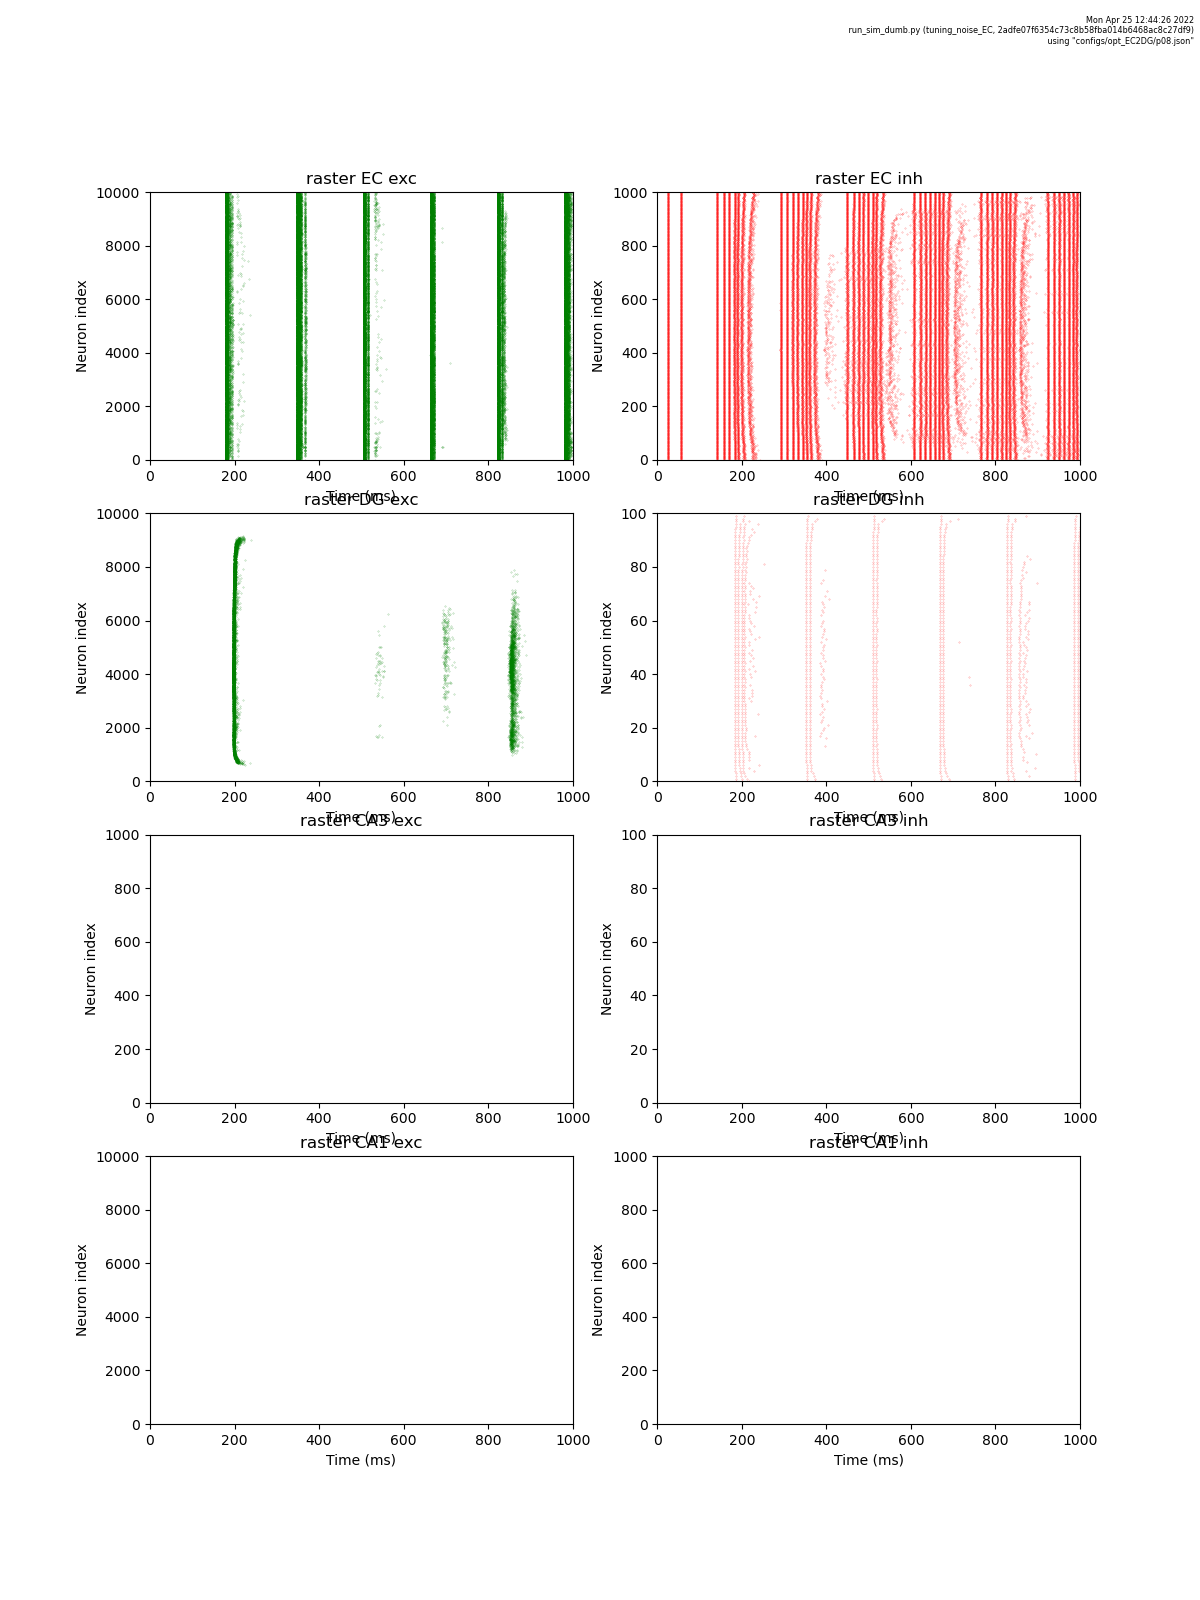 Mon Apr 25 12:44:26 2022
run_sim_dumb.py (tuning_noise_EC, 2adfe07f6354c73c8b58fba014b6468ac8c27df9)
using "configs/opt_EC2DG/p08.json"
raster EC exc
10000
8000
6000
4000
2000
0
Neuron index
0 200 400 600 800 1000
Time (ms)
raster EC inh
1000
800
600
400
200
0
Neuron index
0 200 400 600 800 1000
Time (ms)
raster DG exc
10000
8000
6000
4000
2000
0
Neuron index
0 200 400 600 800 1000
Time (ms)
raster DG inh
100
80
60
40
20
0
Neuron index
0 200 400 600 800 1000
Time (ms)
raster CA3 exc
1000
800
600
400
200
0
Neuron index
0 200 400 600 800 1000
Time (ms)
raster CA3 inh
100
80
60
40
20
0
Neuron index
0 200 400 600 800 1000
Time (ms)
raster CA1 exc
10000
8000
6000
4000
2000
0
Neuron index
0 200 400 600 800 1000
Time (ms)
raster CA1 inh
1000
800
600
400
200
0
Neuron index
0 200 400 600 800 1000
Time (ms)